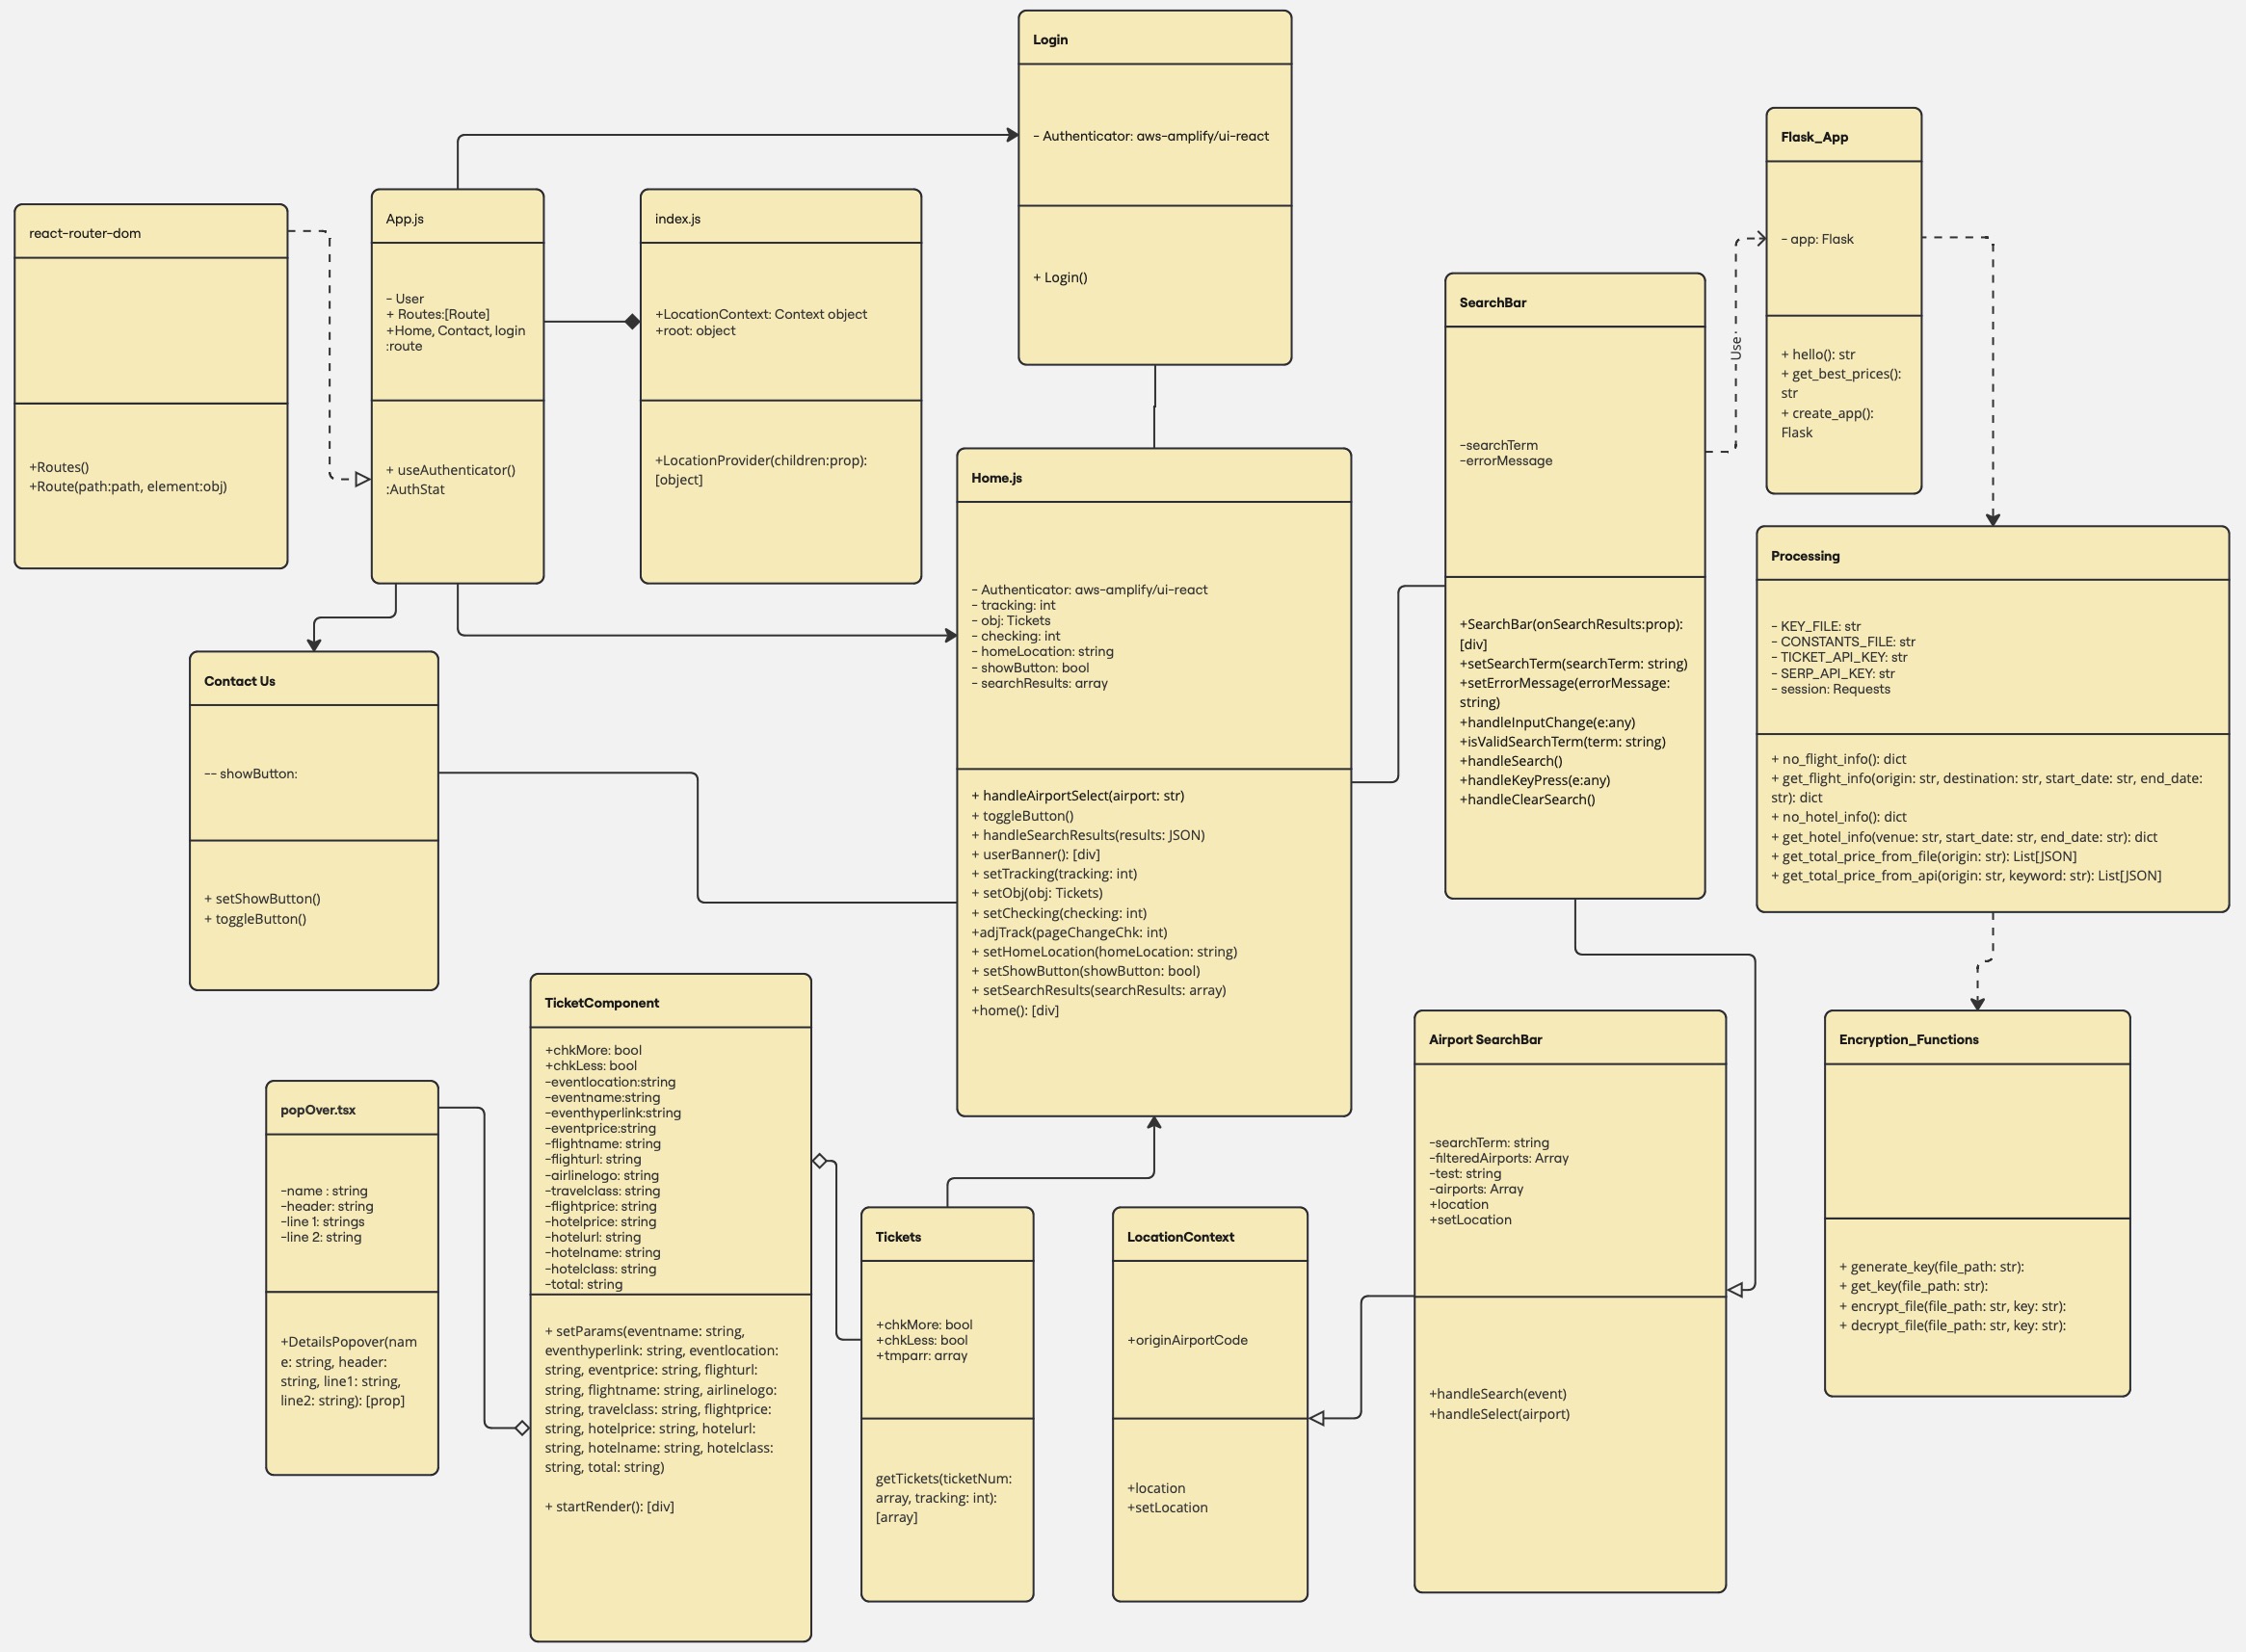 Login
- Authenticator: aws-amplify/ui-react
+ Login()
Flask_App
- app: Flask
+ hello(): str
+ get_best_prices():
str
+ create_app():
Flask
react-router-dom
+Routes()
+Route(path:path, element:obj)
App.js
- User
+ Routes:[Route]
+Home, Contact, login
:route
+ useAuthenticator()
:AuthStat
index.js
+LocationContext: Context object
+root: object
+LocationProvider(children:prop):
[object]
SearchBar
-searchTerm
-errorMessage
+SearchBar(onSearchResults:prop):
[div]
+setSearchTerm(searchTerm: string)
+setErrorMessage(errorMessage:
string)
+handleInputChange(e:any)
+isValidSearchTerm(term: string)
+handleSearch()
+handleKeyPress(e:any)
+handleClearSearch()
Use
Home.js
- Authenticator: aws-amplify/ui-react
- tracking: int
- obj: Tickets
- checking: int
- homeLocation: string
- showButton: bool
- searchResults: array
+ handleAirportSelect(airport: str)
+ toggleButton()
+ handleSearchResults(results: JSON)
+ userBanner(): [div]
+ setTracking(tracking: int)
+ setObj(obj: Tickets)
+ setChecking(checking: int)
+adjTrack(pageChangeChk: int)
+ setHomeLocation(homeLocation: string)
+ setShowButton(showButton: bool)
+ setSearchResults(searchResults: array)
+home(): [div]
Processing
- KEY_FILE: str
- CONSTANTS_FILE: str
- TICKET_API_KEY: str
- SERP_API_KEY: str
- session: Requests
+ no_flight_info(): dict
+ get_flight_info(origin: str, destination: str, start_date: str, end_date:
str): dict
+ no_hotel_info(): dict
+ get_hotel_info(venue: str, start_date: str, end_date: str): dict
+ get_total_price_from_file(origin: str): List[JSON]
+ get_total_price_from_api(origin: str, keyword: str): List[JSON]
Contact Us
-- showButton:
+ setShowButton()
+ toggleButton()
TicketComponent
+chkMore: bool
+chkLess: bool
-eventlocation:string
-eventname:string
-eventhyperlink:string
-eventprice:string
-flightname: string
-flighturl: string
-airlinelogo: string
-travelclass: string
-flightprice: string
-hotelprice: string
-hotelurl: string
-hotelname: string
-hotelclass: string
-total: string
+ setParams(eventname: string,
eventhyperlink: string, eventlocation:
string, eventprice: string, flighturl:
string, flightname: string, airlinelogo:
string, travelclass: string, flightprice:
string, hotelprice: string, hotelurl:
string, hotelname: string, hotelclass:
string, total: string)
+ startRender(): [div]
popOver.tsx
-name : string
-header: string
-line 1: strings
-line 2: string
+DetailsPopover(nam
e: string, header:
string, line1: string,
line2: string): [prop]
Tickets
+chkMore: bool
+chkLess: bool
+tmparr: array
getTickets(ticketNum:
array, tracking: int):
[array]
LocationContext
+originAirportCode
+location
+setLocation
Airport SearchBar
-searchTerm: string
-filteredAirports: Array
-test: string
-airports: Array
+location
+setLocation
+handleSearch(event)
+handleSelect(airport)
Encryption_Functions
+ generate_key(file_path: str):
+ get_key(file_path: str):
+ encrypt_file(file_path: str, key: str):
+ decrypt_file(file_path: str, key: str):